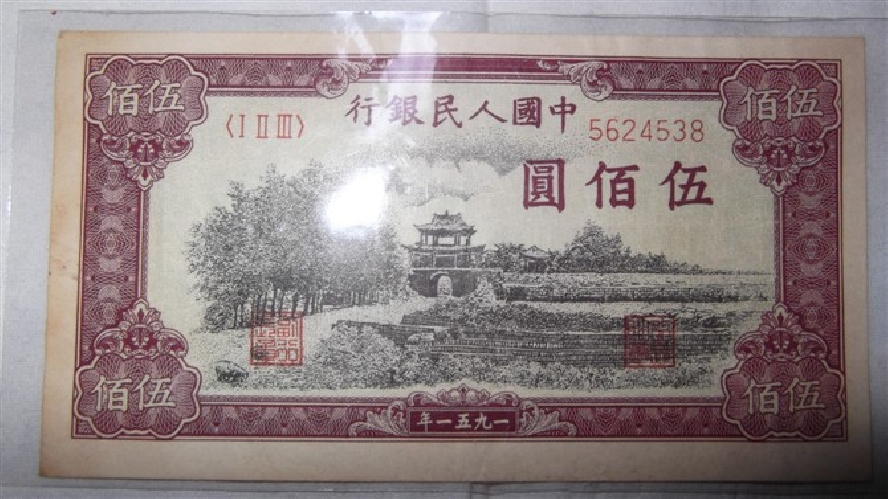 伍佰
伍佰
中國人民銀行
〈I II III〉
5624538
伍佰圓
伍佰
伍佰
一九五一年